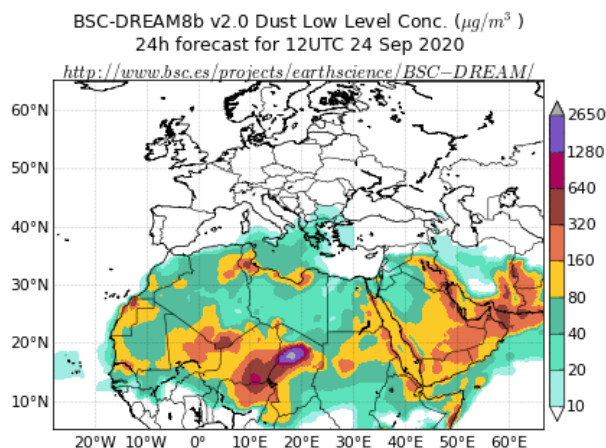 BSC-DREAM8b v2.0 Dust Low Level Conc. (μg/m³ )
24h forecast for 12UTC 24 Sep 2020
http://www.bsc.es/projects/earthscience/BSC−DREAM/
60°N
50°N
40°N
30°N
20°N
10°N
20°W
10°W
0°
10°E
20°E
30°E
40°E
50°E
60°E
2650
1280
640
320
160
80
40
20
10